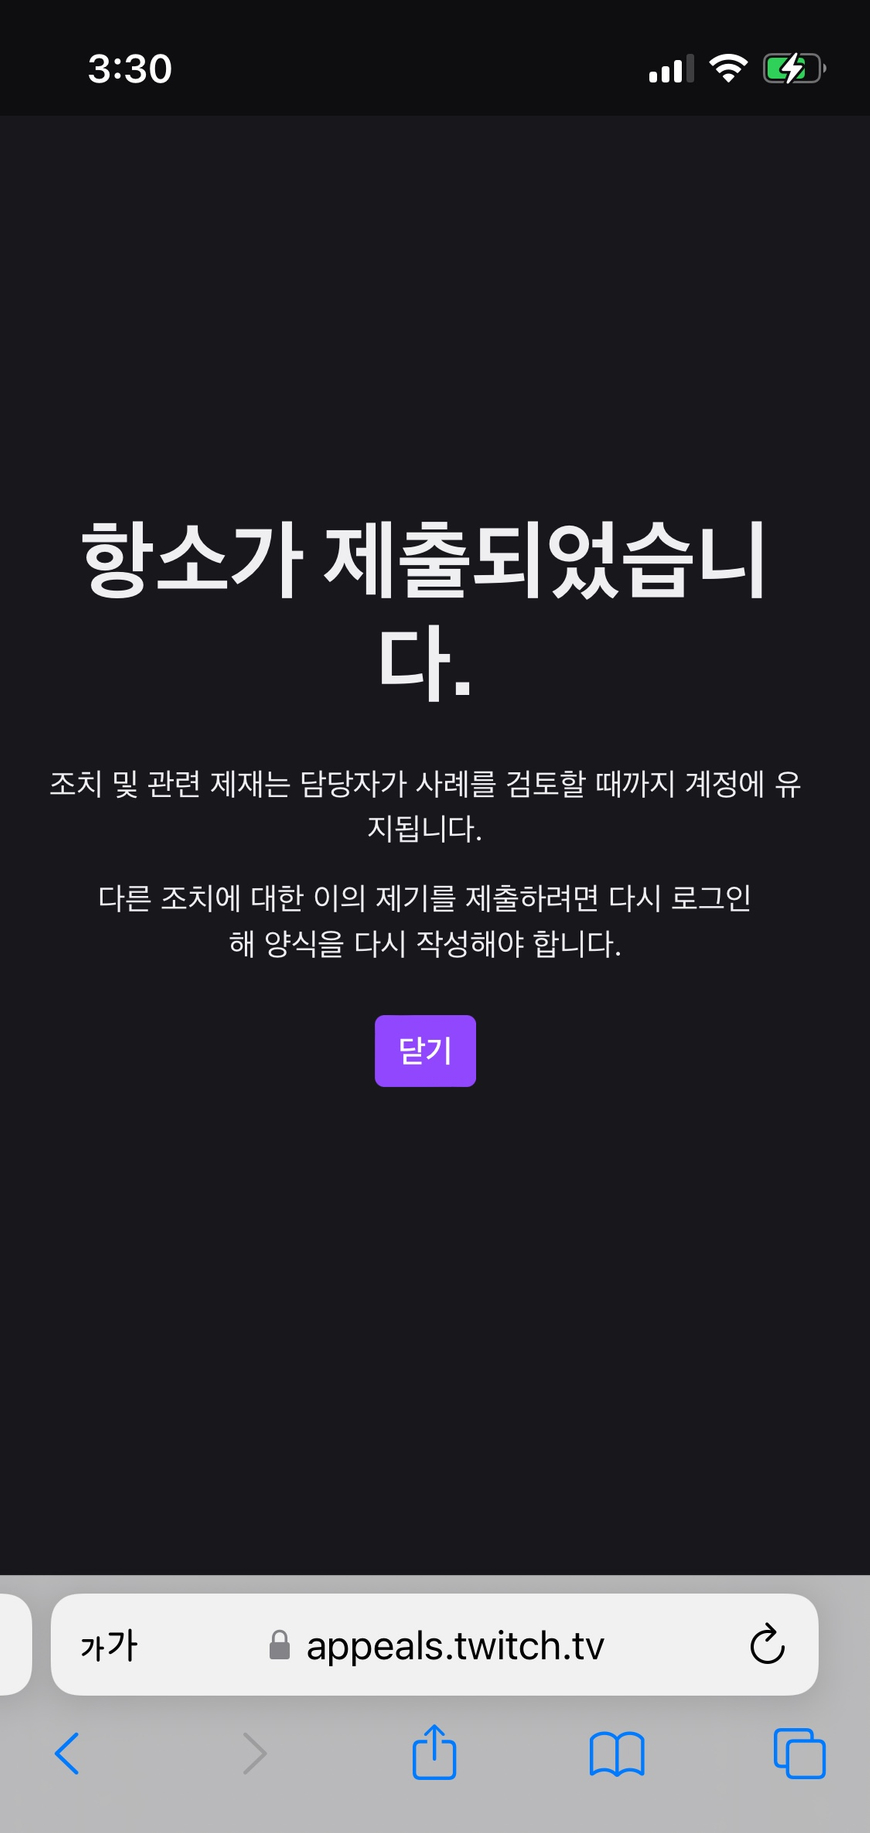 3:30
항소가 제출되었습니
다.
조치 및 관련 제재는 담당자가 사례를 검토할 때까지 계정에 유
지됩니다.
다른 조치에 대한 이의 제기를 제출하려면 다시 로그인
해 양식을 다시 작성해야 합니다.
닫기
가가 appeals.twitch.tv